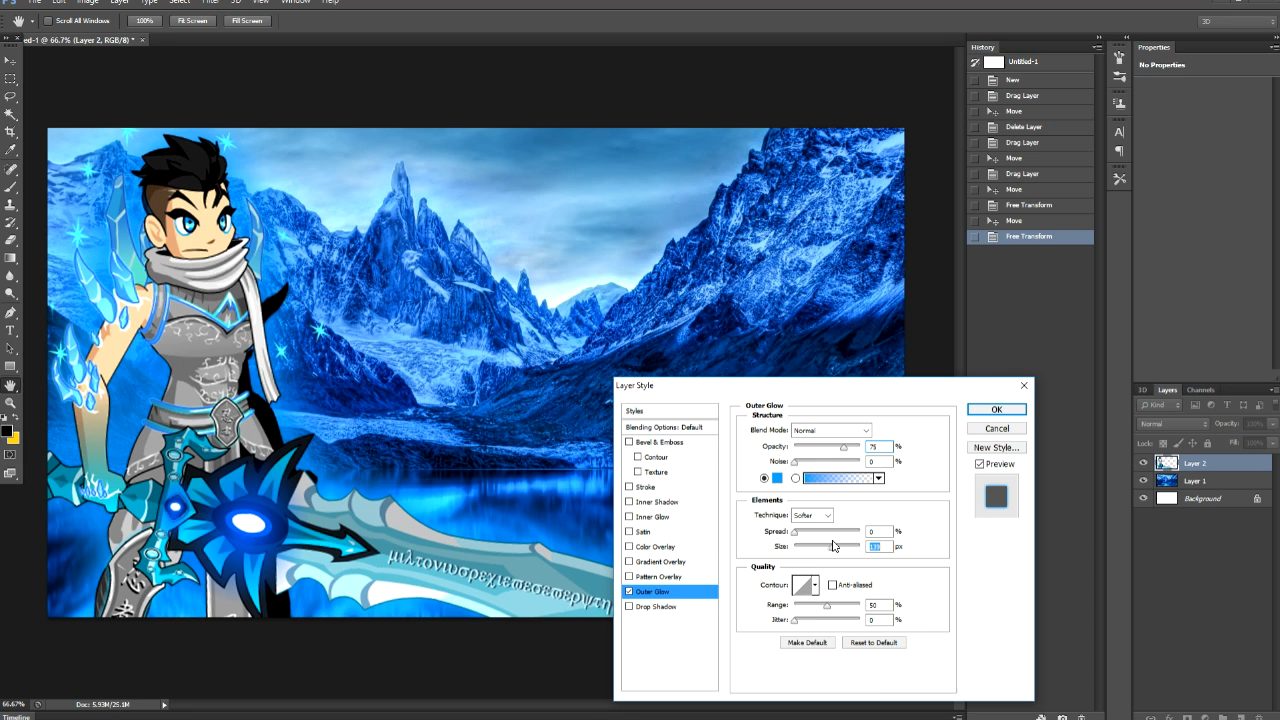 File Edit Image Layer Type Select Filter 3D View Window Help
Scroll All Windows 100% Fit Screen Fill Screen 3D
ed-1 @ 66.7% (Layer 2, RGB/8) *
History
Untitled-1
New
Drag Layer
Move
Delete Layer
Drag Layer
Move
Drag Layer
Move
Free Transform
Move
Free Transform
Properties
No Properties
Layer Style
Styles
Blending Options: Default
Bevel & Emboss
Contour
Texture
Stroke
Inner Shadow
Inner Glow
Satin
Color Overlay
Gradient Overlay
Pattern Overlay
Outer Glow
Drop Shadow
Outer Glow
Structure
Blend Mode: Normal
Opacity: 75 %
Noise: 0 %
Elements
Technique: Softer
Spread: 0 %
Size: px
Quality
Contour: Anti-aliased
Range: 50 %
Jitter: 0 %
Make Default Reset to Default
OK
Cancel
New Style...
Preview
3D Layers Channels
Kind
Normal Opacity: 100%
Lock: Fill: 100%
Layer 2
Layer 1
Background
66.67% Doc: 5.93M/25.1M
Timeline